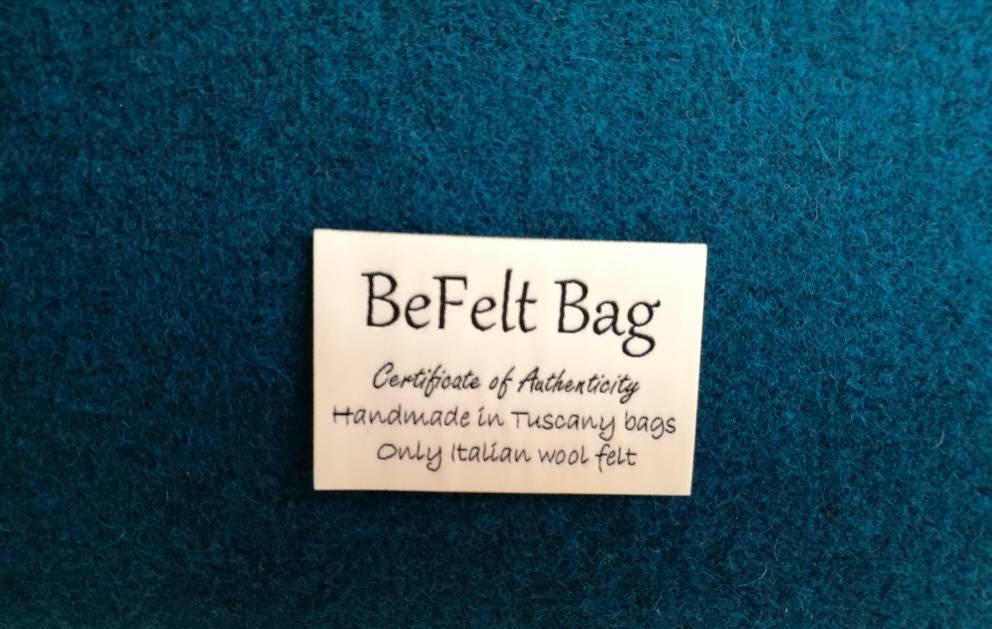 BeFelt Bag
Certificate of Authenticity
Handmade in Tuscany bags
Only Italian wool felt